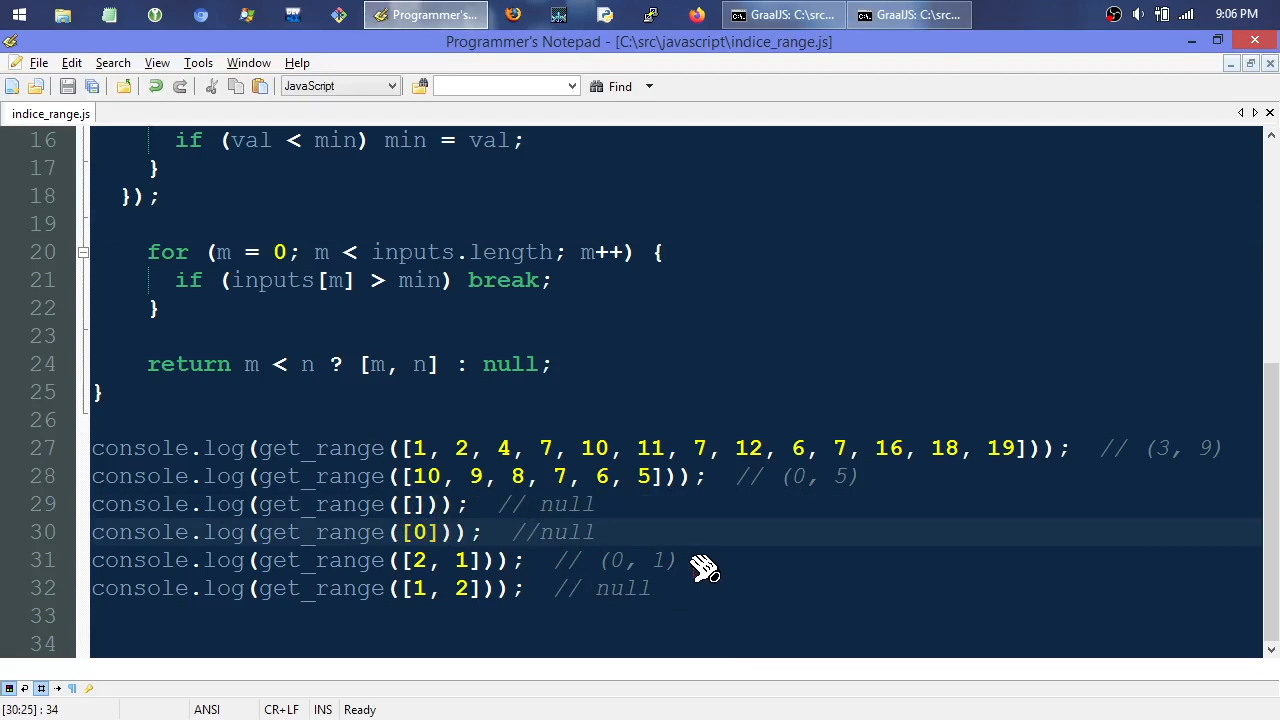 Programmer's...
GraalJS: C:\src...
GraalJS: C:\src...
9:06 PM
Programmer's Notepad - [C:\src\javascript\indice_range.js]
File Edit Search View Tools Window Help
JavaScript Find
indice_range.js
16 if (val < min) min = val;
17 }
18 });
19
20 for (m = 0; m < inputs.length; m++) {
21 if (inputs[m] > min) break;
22 }
23
24 return m < n ? [m, n] : null;
25 }
26
27 console.log(get_range([1, 2, 4, 7, 10, 11, 7, 12, 6, 7, 16, 18, 19])); // (3, 9)
28 console.log(get_range([10, 9, 8, 7, 6, 5])); // (0, 5)
29 console.log(get_range([])); // null
30 console.log(get_range([0])); //null
31 console.log(get_range([2, 1])); // (0, 1)
32 console.log(get_range([1, 2])); // null
33
34
[30:25] : 34 ANSI CR+LF INS Ready